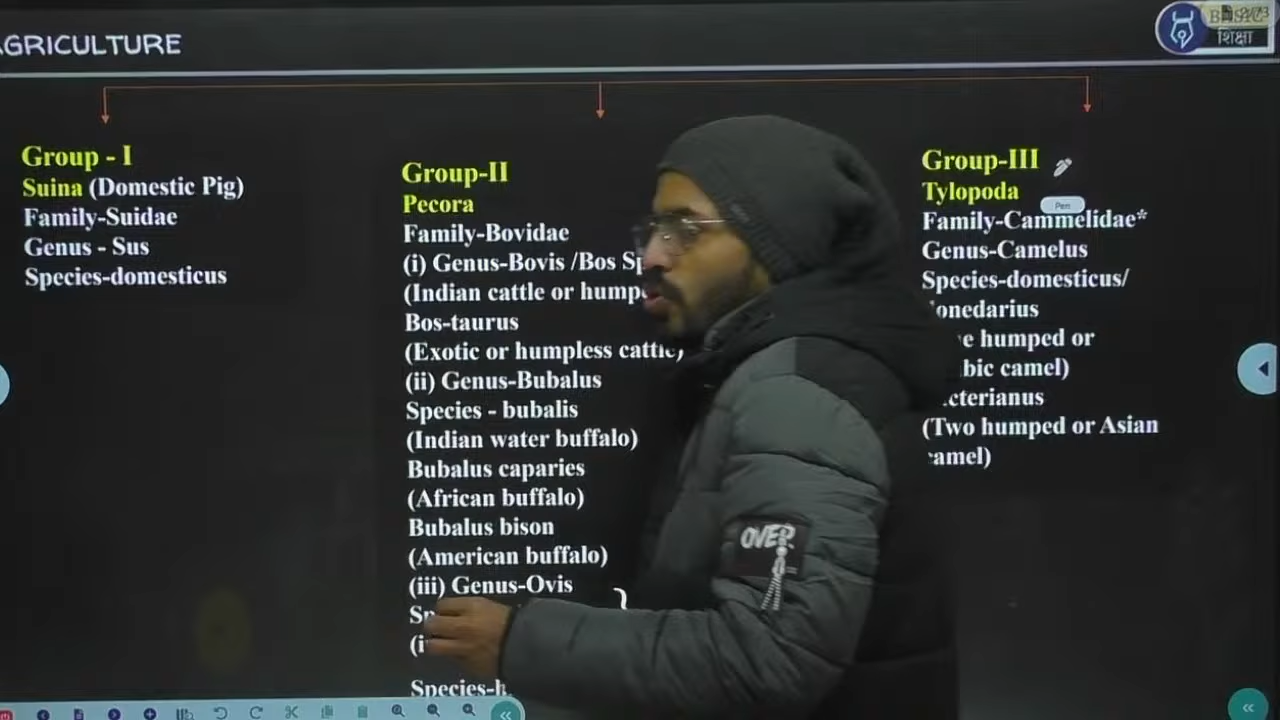 AGRICULTURE
शिक्षा
Group - I
Suina (Domestic Pig)
Family-Suidae
Genus - Sus
Species-domesticus
Group-II
Pecora
Family-Bovidae
(i) Genus-Bovis /Bos
(Indian cattle or
Bos-taurus
(Exotic or humpless cattle)
(ii) Genus-Bubalus
Species - bubalis
(Indian water buffalo)
Bubalus caparies
(African buffalo)
Bubalus bison
(American buffalo)
(iii) Genus-Ovis
Group-III
Tylopoda
Pen
Family-Cammelidae*
Genus-Camelus
Species-domesticus/
humped or
camel)
(Two humped or Asian
OVER